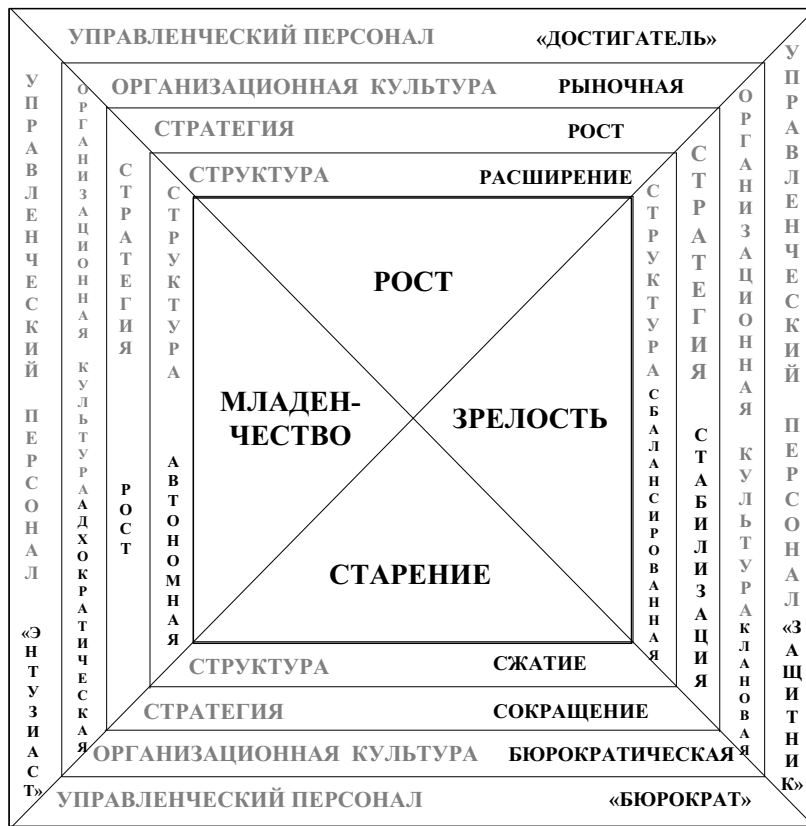 УПРАВЛЕНЧЕСКИЙ ПЕРСОНАЛ «ДОСТИГАТЕЛЬ»
ОРГАНИЗАЦИОННАЯ КУЛЬТУРА РЫНОЧНАЯ
СТРАТЕГИЯ РОСТ
СТРУКТУРА РАСШИРЕНИЕ
УПРАВЛЕНЧЕСКИЙ ПЕРСОНАЛ «ЭНТУЗИАСТ»
ОРГАНИЗАЦИОННАЯ КУЛЬТУРА АДХОКРАТИЧЕСКАЯ
СТРАТЕГИЯ РОСТ
СТРУКТУРА АВТОНОМНАЯ
РОСТ
МЛАДЕН-
ЧЕСТВО
ЗРЕЛОСТЬ
СТАРЕНИЕ
СТРУКТУРА СБАЛАНСИРОВАННАЯ
СТРАТЕГИЯ СТАБИЛИЗАЦИЯ
ОРГАНИЗАЦИОННАЯ КУЛЬТУРА КЛАНОВАЯ
УПРАВЛЕНЧЕСКИЙ ПЕРСОНАЛ «ЗАЩИТНИК»
СТРУКТУРА СЖАТИЕ
СТРАТЕГИЯ СОКРАЩЕНИЕ
ОРГАНИЗАЦИОННАЯ КУЛЬТУРА БЮРОКРАТИЧЕСКАЯ
УПРАВЛЕНЧЕСКИЙ ПЕРСОНАЛ «БЮРОКРАТ»